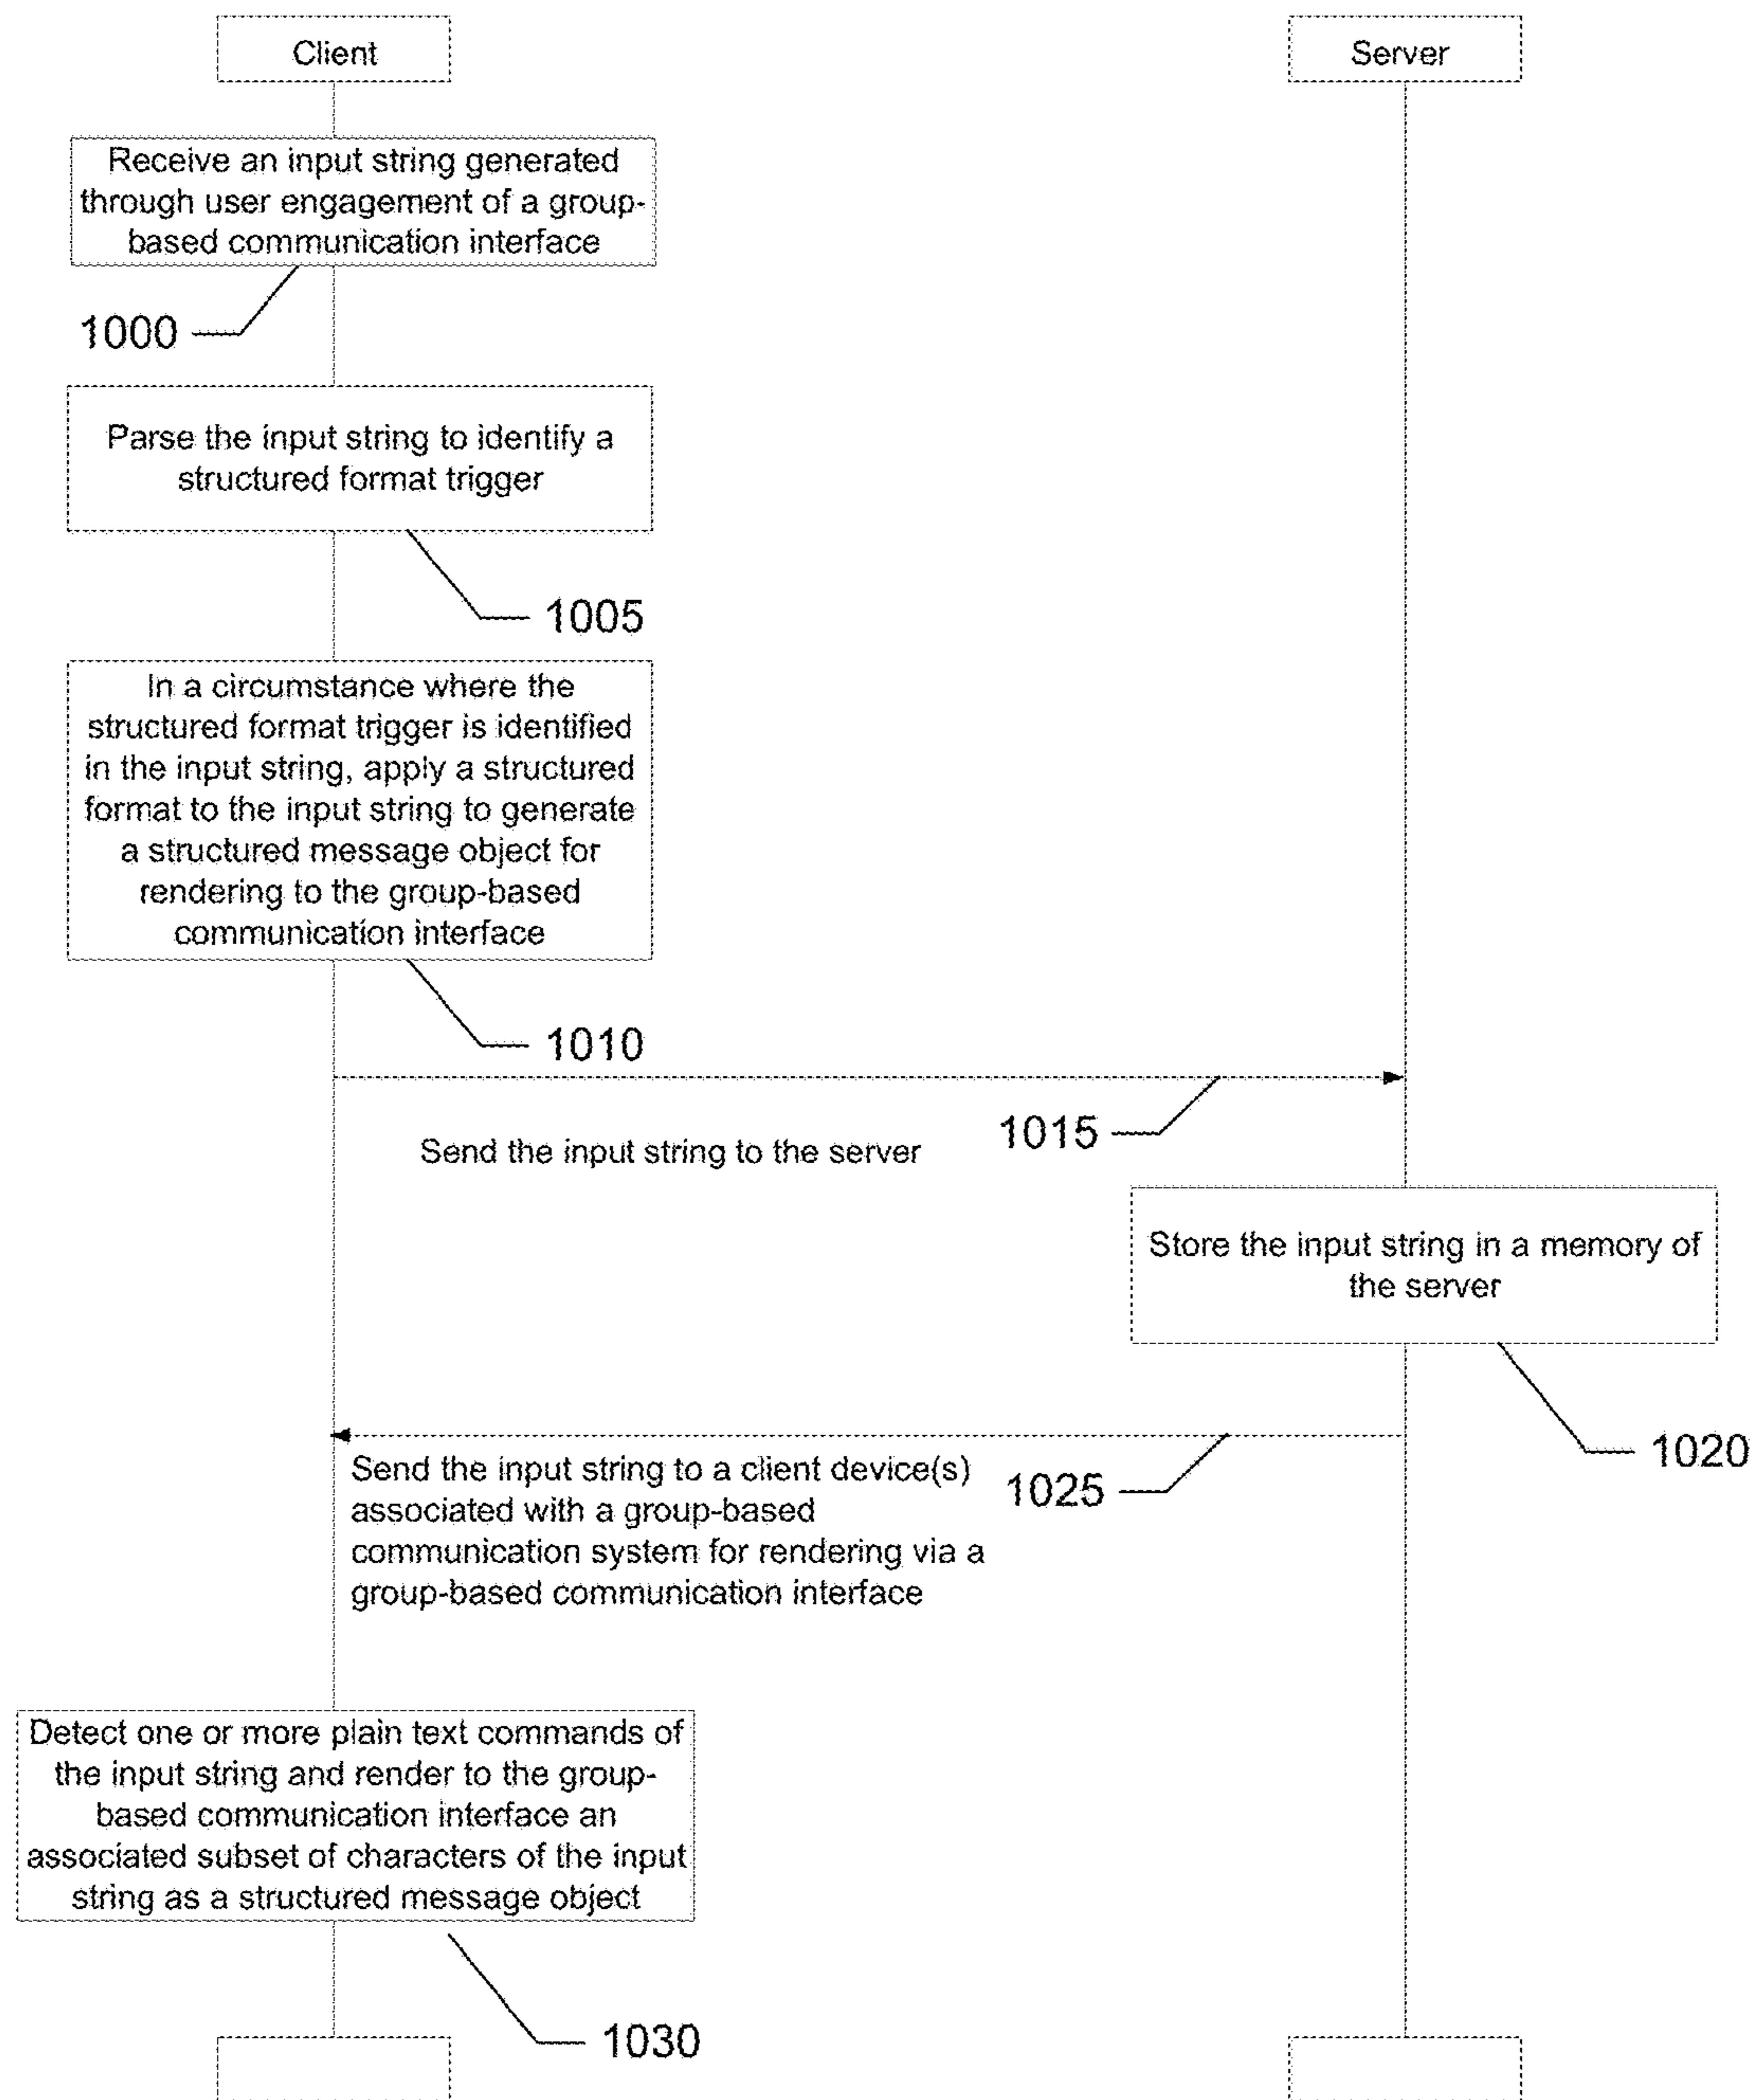 Client
Server
Receive an input string generated
through user engagement of a group-
based communication interface
1000
Parse the input string to identify a
structured format trigger
1005
In a circumstance where the
structured format trigger is identified
in the input string, apply a structured
format to the input string to generate
a structured message object for
rendering to the group-based
communication interface
1010
1015
Send the input string to the server
Store the input string in a memory of
the server
1020
Send the input string to a client device(s)
associated with a group-based
communication system for rendering via a
group-based communication interface
1025
Detect one or more plain text commands of
the input string and render to the group-
based communication interface an
associated subset of characters of the input
string as a structured message object
1030